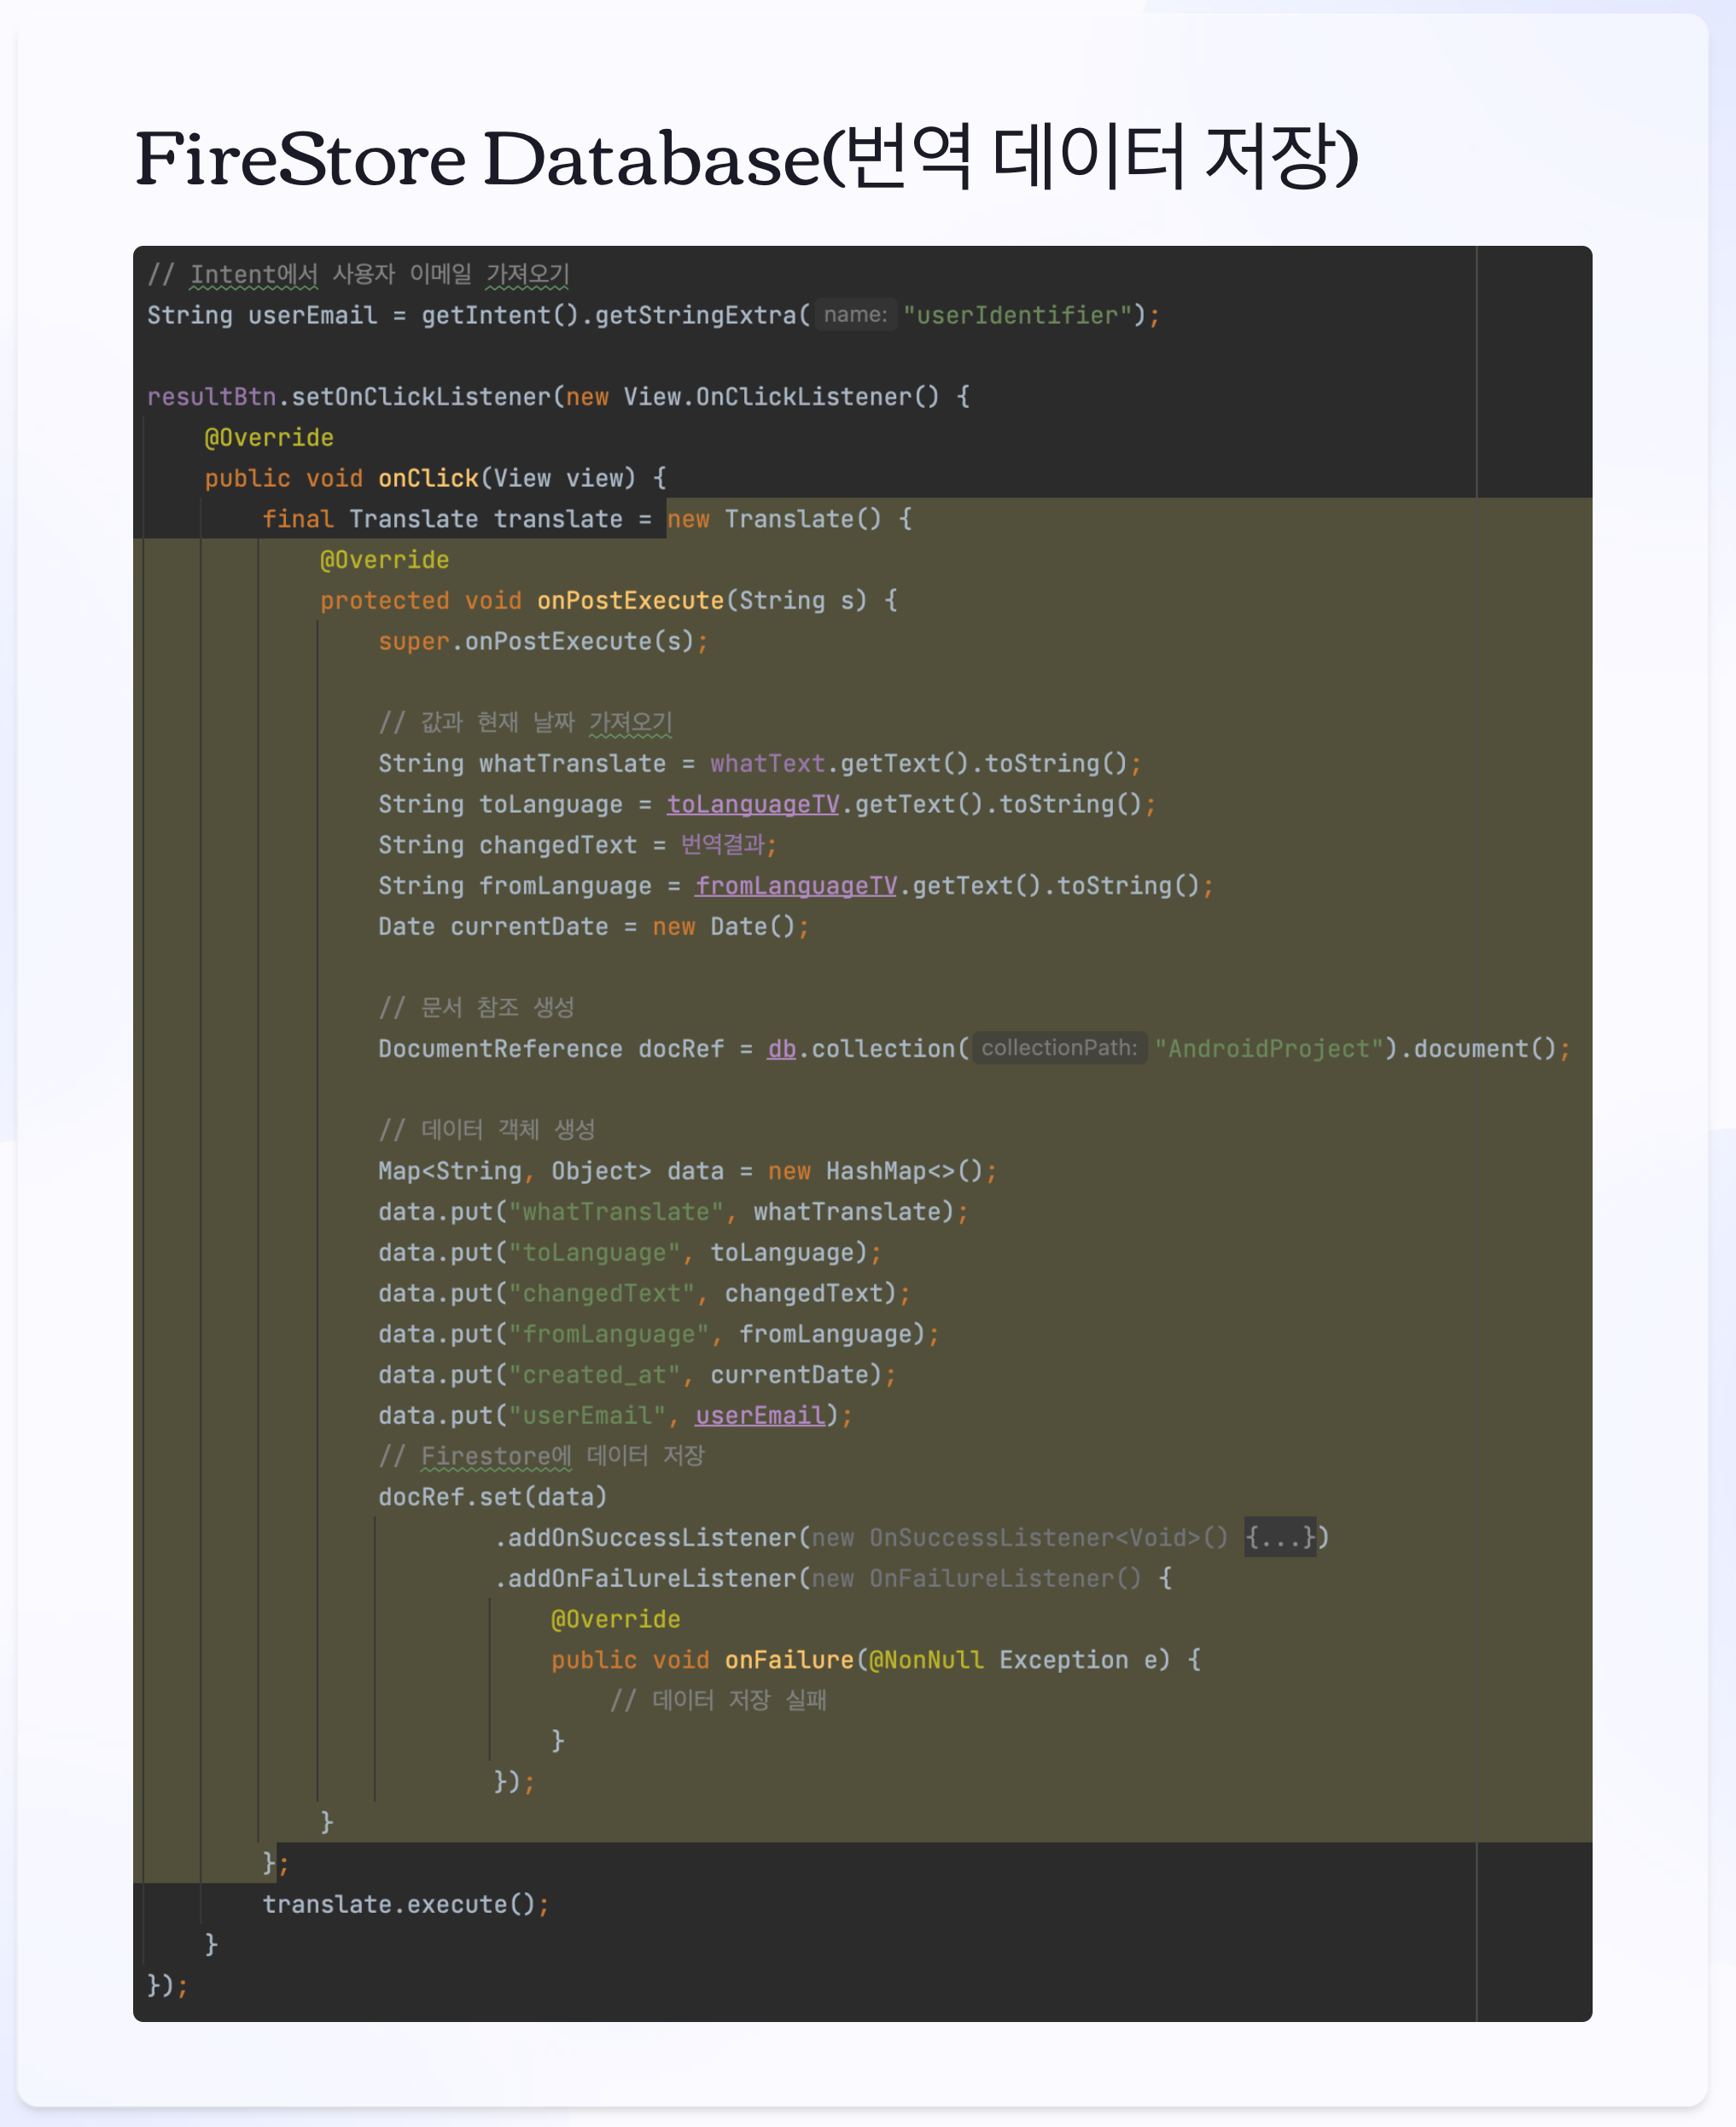 FireStore Database(번역 데이터 저장)
// Intent에서 사용자 이메일 가져오기
String userEmail = getIntent().getStringExtra( name: "userIdentifier");
resultBtn.setOnClickListener(new View.OnClickListener() {
@Override
public void onClick(View view) {
final Translate translate = new Translate() {
@Override
protected void onPostExecute(String s) {
super.onPostExecute(s);
// 값과 현재 날짜 가져오기
String whatTranslate = whatText.getText().toString();
String toLanguage = toLanguageTV.getText().toString();
String changedText = 번역결과;
String fromLanguage = fromLanguageTV.getText().toString();
Date currentDate = new Date();
// 문서 참조 생성
DocumentReference docRef = db.collection( collectionPath: "AndroidProject").document();
// 데이터 객체 생성
Map<String, Object> data = new HashMap<>();
data.put("whatTranslate", whatTranslate);
data.put("toLanguage", toLanguage);
data.put("changedText", changedText);
data.put("fromLanguage", fromLanguage);
data.put("created_at", currentDate);
data.put("userEmail", userEmail);
// Firestore에 데이터 저장
docRef.set(data)
.addOnSuccessListener(new OnSuccessListener<Void>() {...})
.addOnFailureListener(new OnFailureListener() {
@Override
public void onFailure(@NonNull Exception e) {
// 데이터 저장 실패
}
});
}
};
translate.execute();
}
});